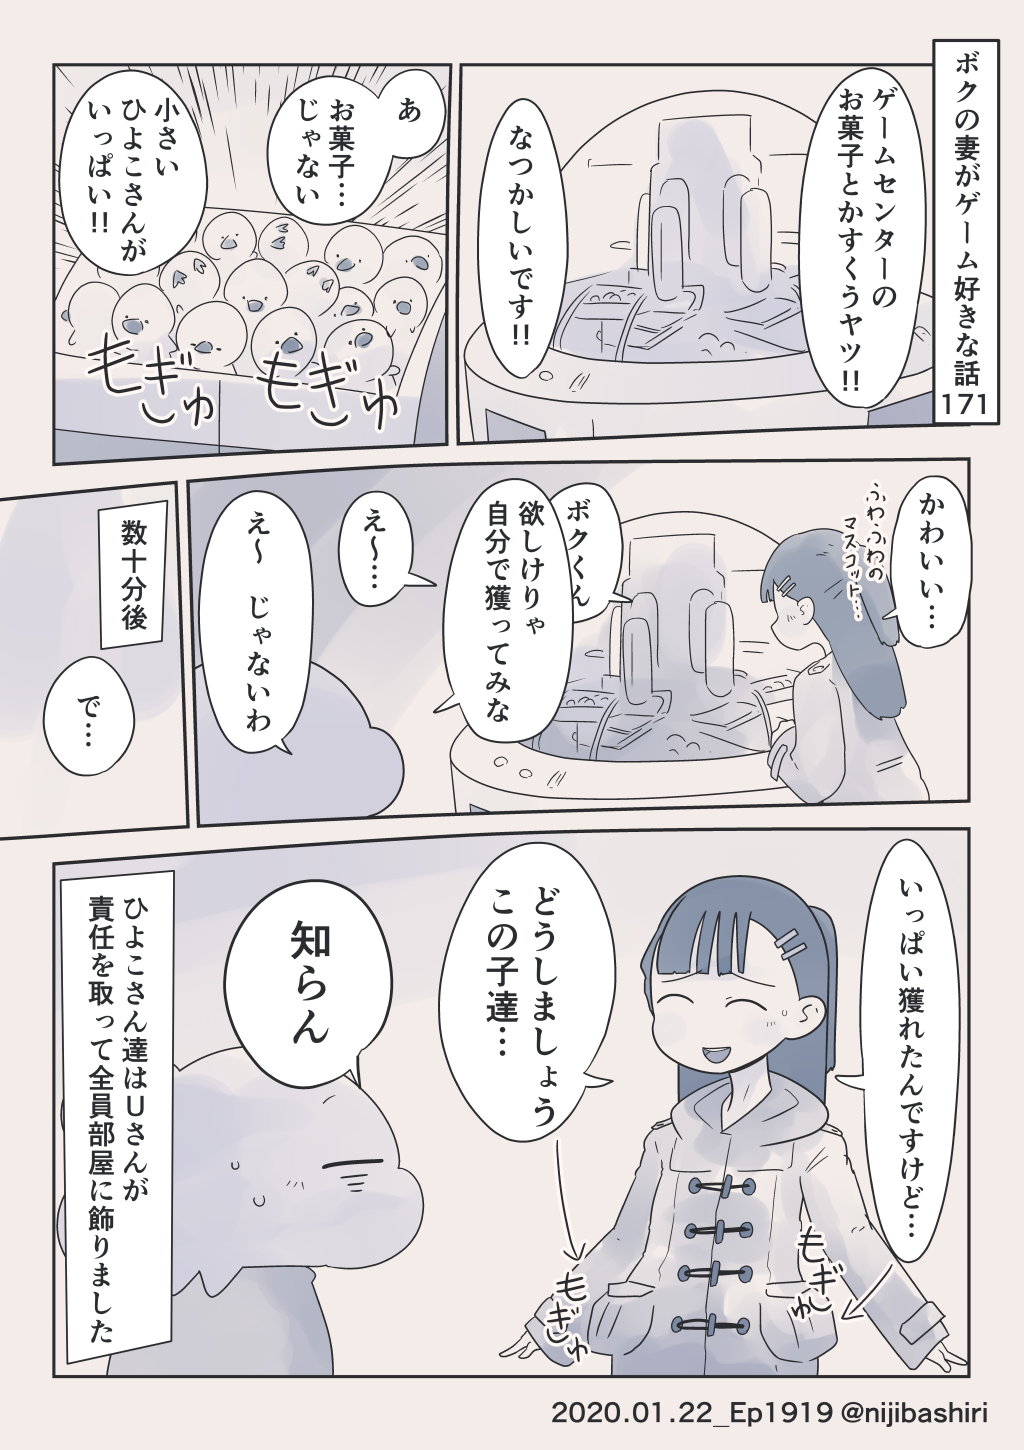 ボクの妻がゲーム好きな話
171
ゲームセンターの
お菓子とかすくうヤツ!!
なつかしいです!!
あ
お菓子…
じゃない
小さい
ひよこさんが
いっぱい!!
もぎゅ
もぎゅ
かわいい…
ふわふわの
マスコット…
ボクくん
欲しけりゃ
自分で獲ってみな
え〜…
え〜 じゃないわ
数十分後
で…
いっぱい獲れたんですけど…
どうしましょう
この子達…
もぎゅ
もぎゅ
知らん
ひよこさん達はUさんが
責任を取って全員部屋に飾りました
2020.01.22_Ep1919 @nijibashiri